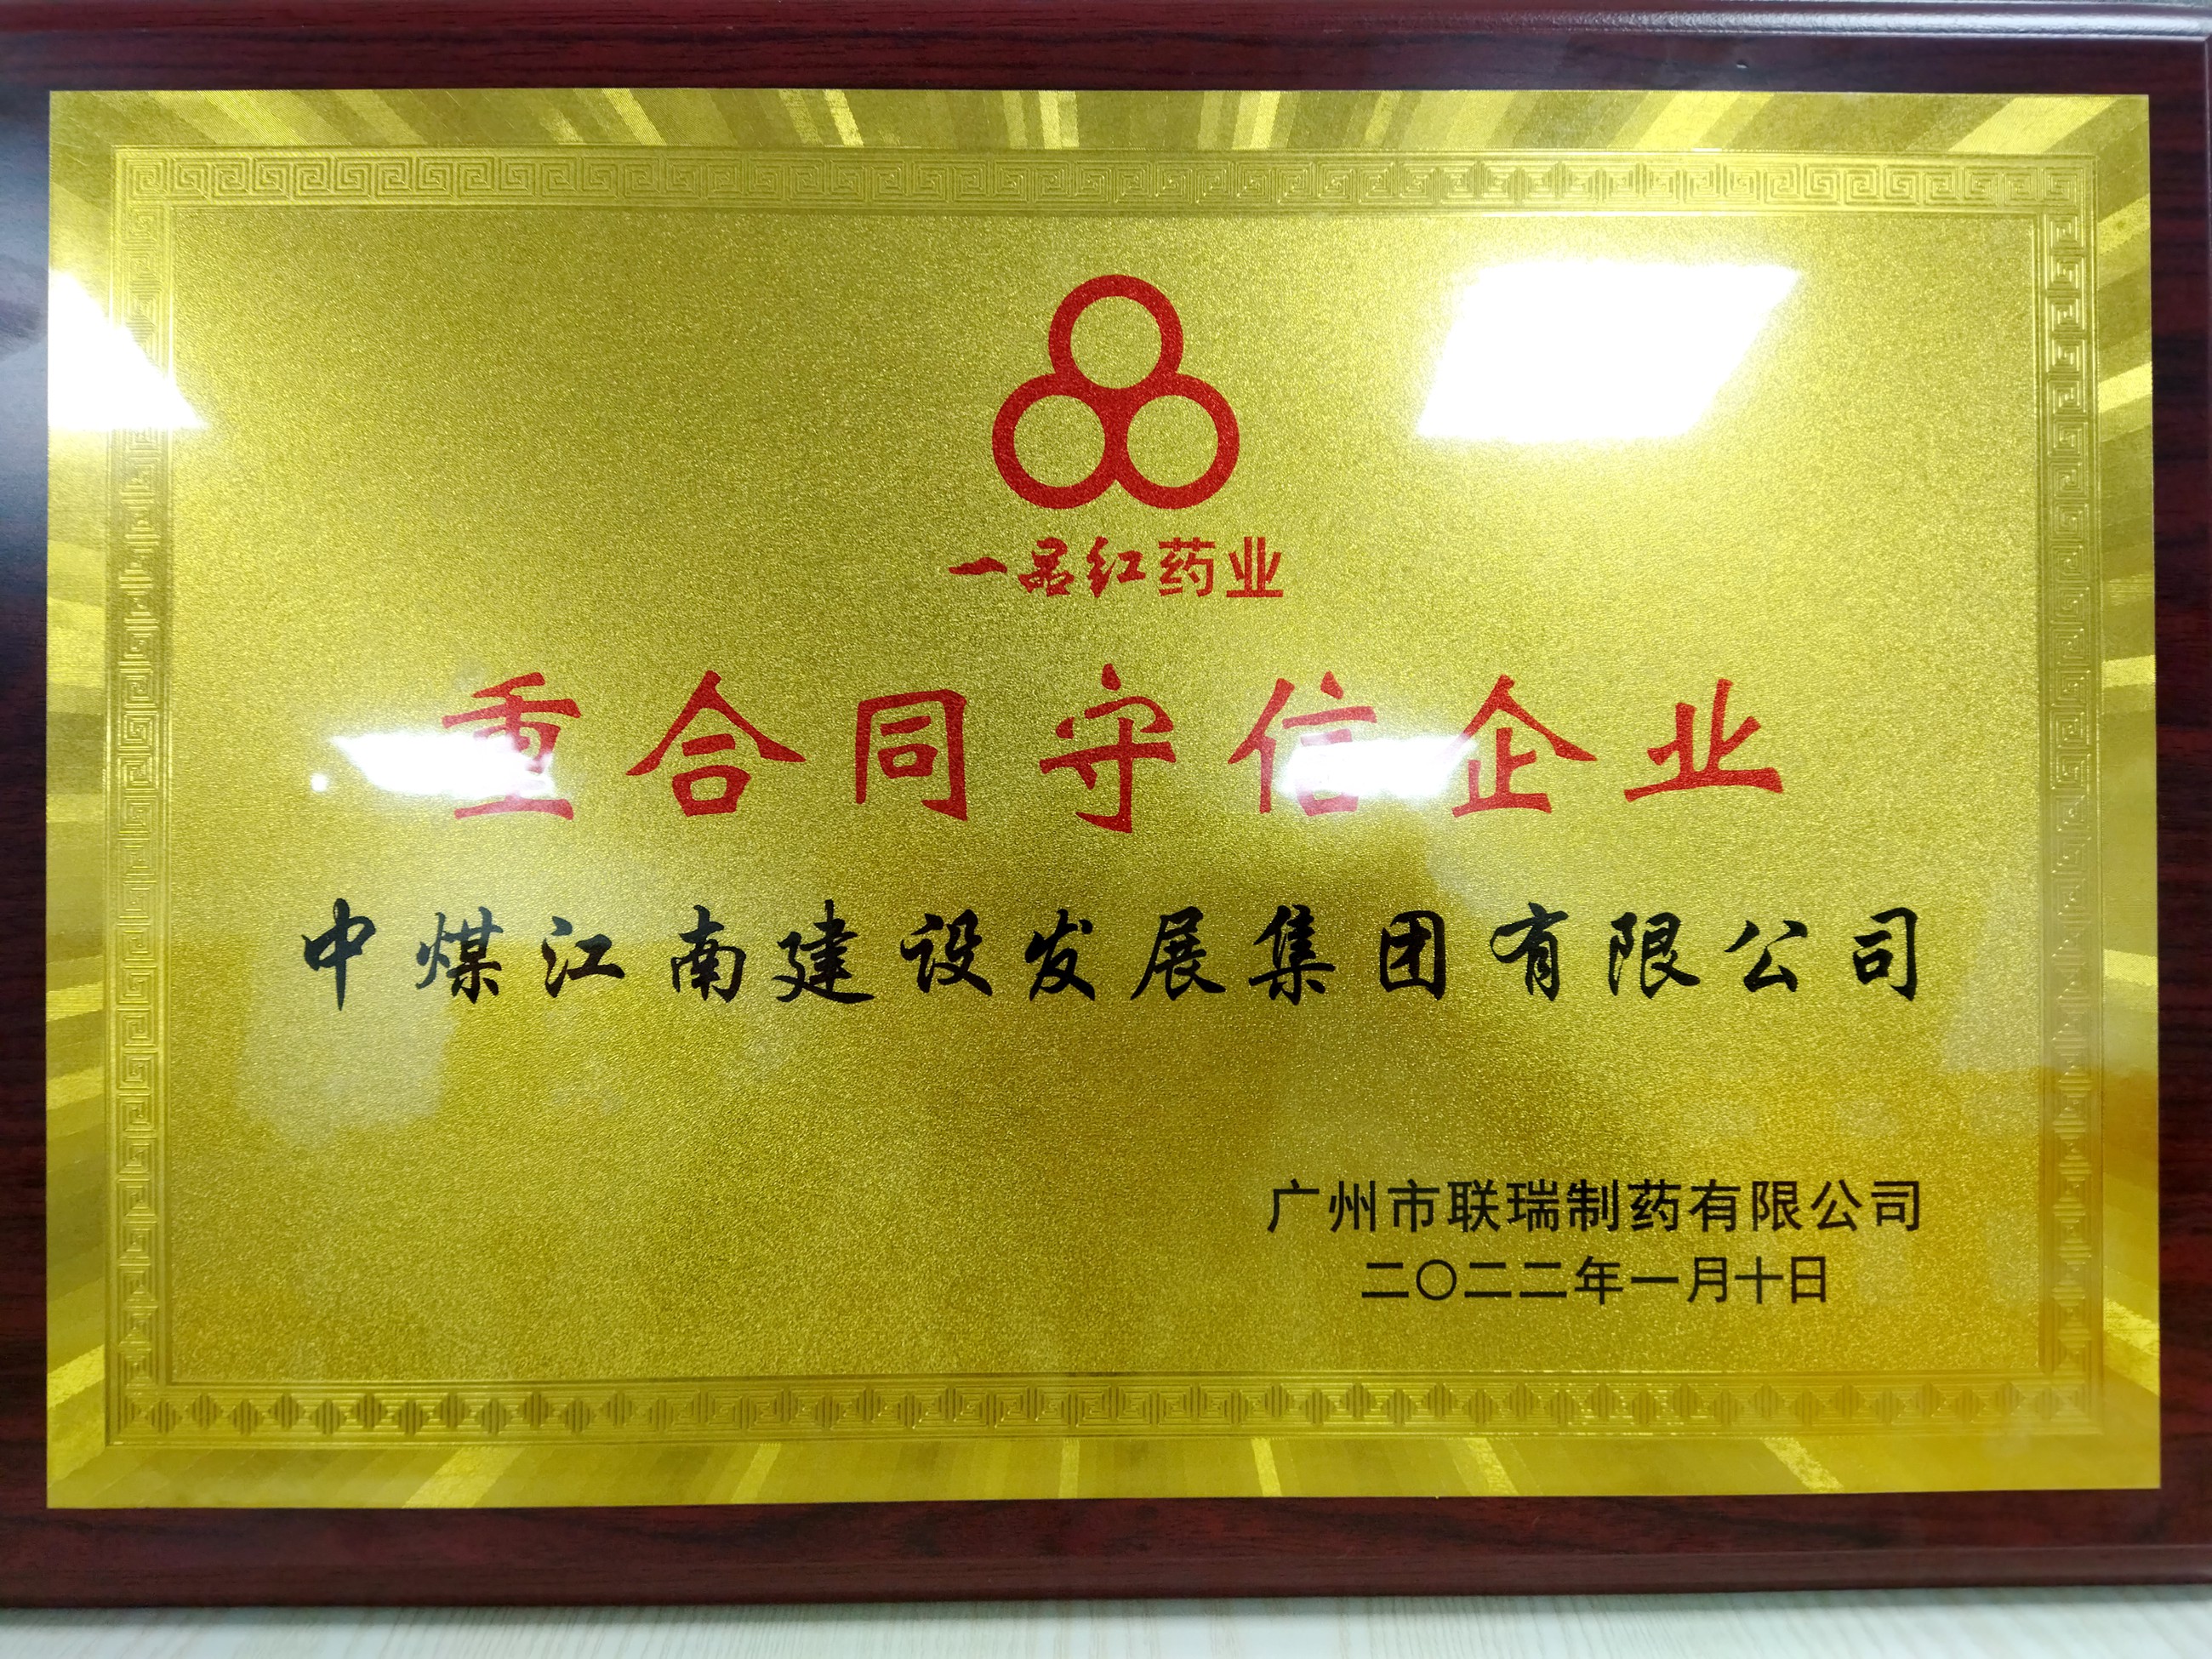 一品红药业
重合同守信企业
中煤江南建设发展集团有限公司
广州市联瑞制药有限公司
二〇二二年一月十日